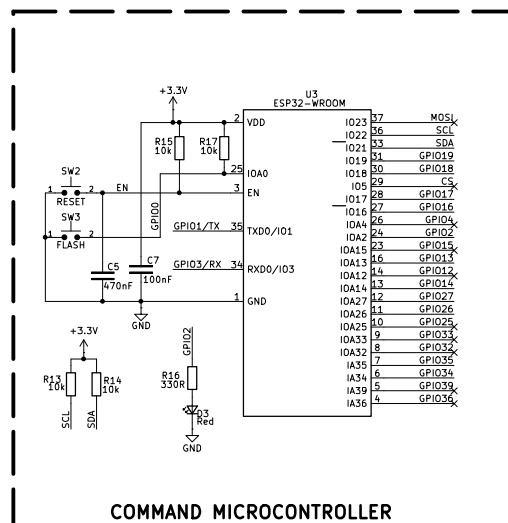 U3
ESP32-WROOM
+3.3V
2 VDD
R15
10k
R17
10k
25 IOA0
SW2
1 2
RESET
EN
3 EN
SW3
1 2
FLASH
GPIO0
GPIO1/TX 35 TXD0/IO1
GPIO3/RX 34 RXD0/IO3
C5
470nF
C7
100nF
1 GND
GND
IO23 37 MOSI
IO22 36 SCL
IO21 33 SDA
IO19 31 GPIO19
IO18 30 GPIO18
IO5 29 CS
IO17 28 GPIO17
IO16 27 GPIO16
IOA4 26 GPIO4
IOA2 24 GPIO2
IOA15 23 GPIO15
IOA13 16 GPIO13
IOA12 14 GPIO12
IOA14 13 GPIO14
IOA27 12 GPIO27
IOA26 11 GPIO26
IOA25 10 GPIO25
IOA33 9 GPIO33
IOA32 8 GPIO32
IA35 7 GPIO35
IA34 6 GPIO34
IA39 5 GPIO39
IA36 4 GPIO36
+3.3V
R13
10k
R14
10k
SCL
SDA
GPIO2
R16
330R
D3
Red
GND
COMMAND MICROCONTROLLER